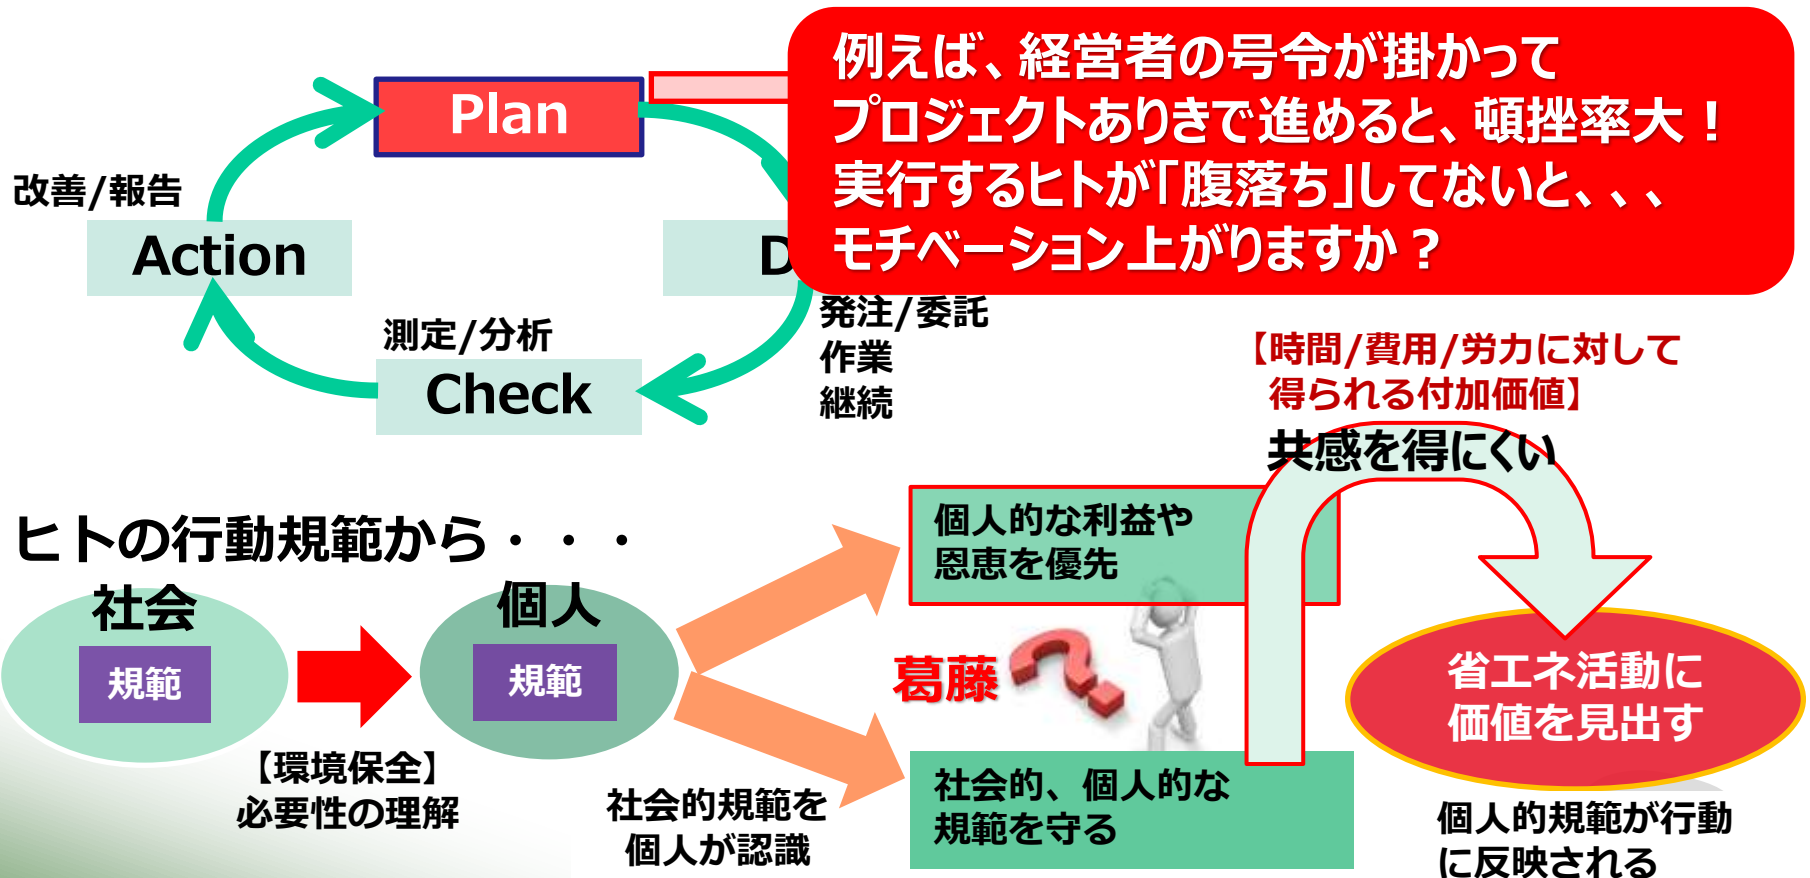 例えば、経営者の号令が掛かって
プロジェクトありきで進めると、頓挫率大！
実行するヒトが「腹落ち」してないと、、、
モチベーション上がりますか？
Plan
改善/報告
Action
D
測定/分析
Check
発注/委託
作業
継続
【時間/費用/労力に対して
得られる付加価値】
共感を得にくい
ヒトの行動規範から・・・
社会
規範
個人
規範
【環境保全】
必要性の理解
社会的規範を
個人が認識
個人的な利益や
恩恵を優先
葛藤
社会的、個人的な
規範を守る
省エネ活動に
価値を見出す
個人的規範が行動
に反映される